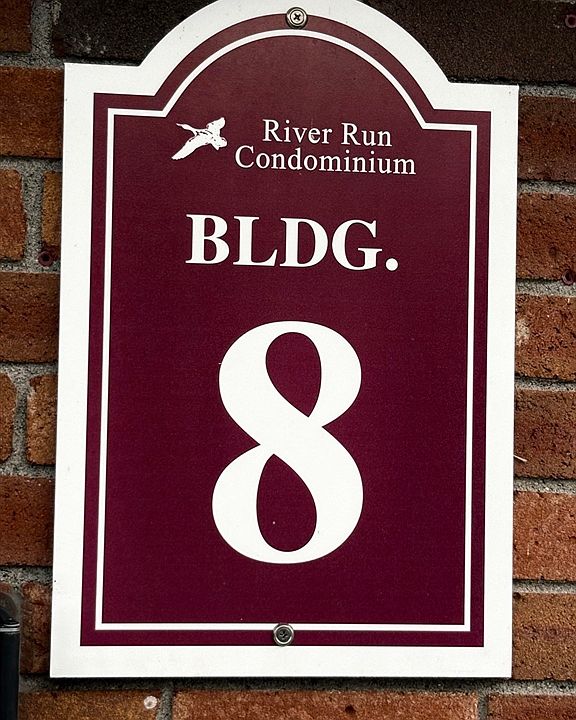 River Run
Condominium
BLDG.
8